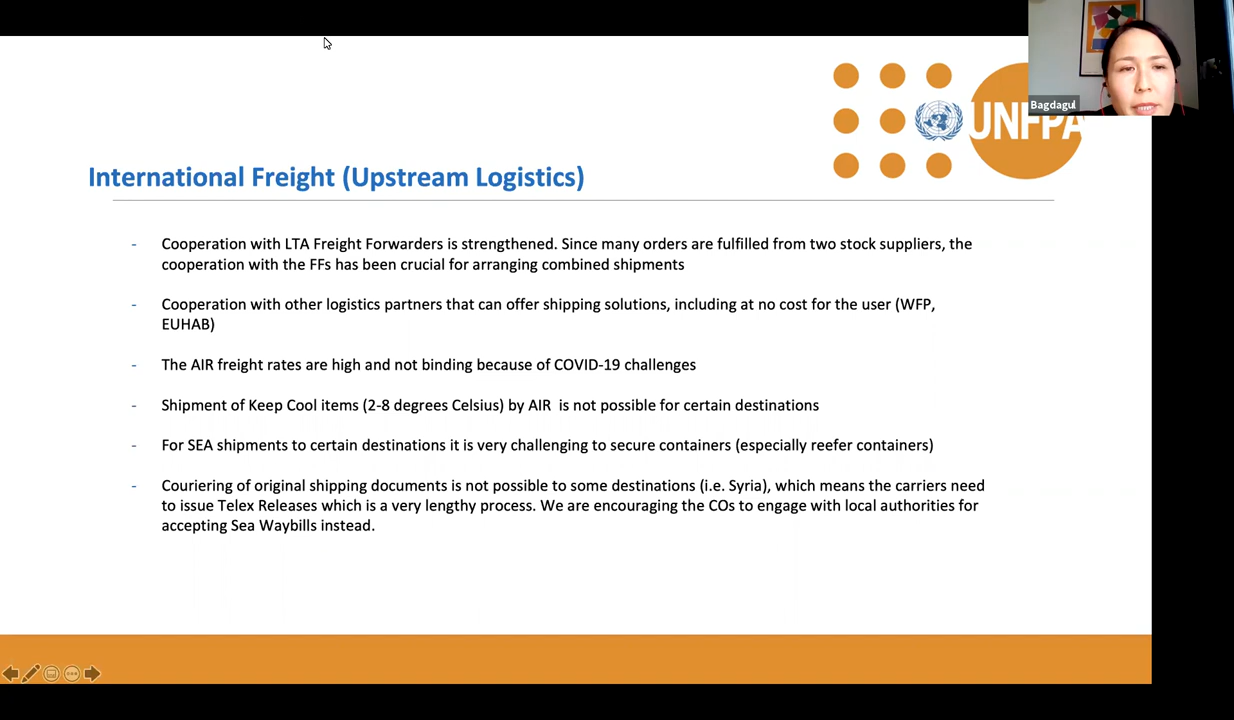 Bagdagul
UNFPA
International Freight (Upstream Logistics)
- Cooperation with LTA Freight Forwarders is strengthened. Since many orders are fulfilled from two stock suppliers, the
cooperation with the FFs has been crucial for arranging combined shipments
- Cooperation with other logistics partners that can offer shipping solutions, including at no cost for the user (WFP,
EUHAB)
- The AIR freight rates are high and not binding because of COVID-19 challenges
- Shipment of Keep Cool items (2-8 degrees Celsius) by AIR is not possible for certain destinations
- For SEA shipments to certain destinations it is very challenging to secure containers (especially reefer containers)
- Couriering of original shipping documents is not possible to some destinations (i.e. Syria), which means the carriers need
to issue Telex Releases which is a very lengthy process. We are encouraging the COs to engage with local authorities for
accepting Sea Waybills instead.